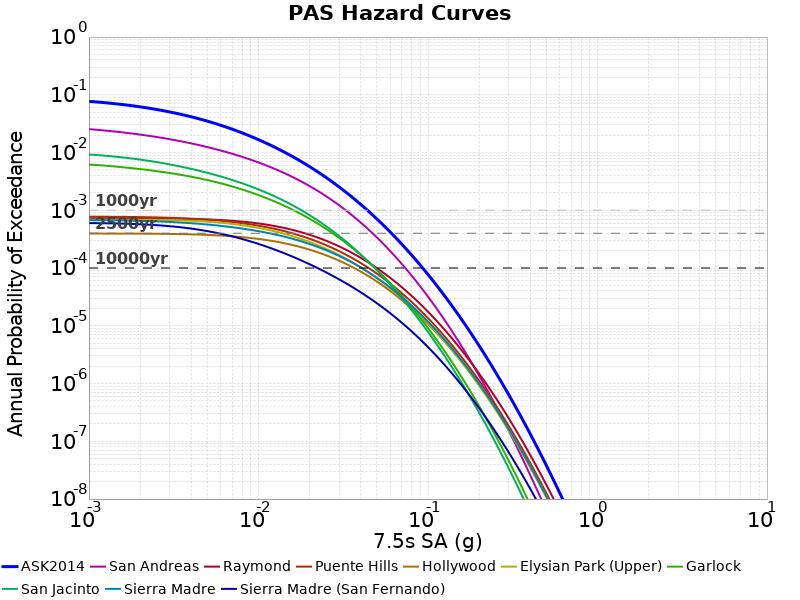 PAS Hazard Curves
Annual Probability of Exceedance
10^0
10^-1
10^-2
10^-3
10^-4
10^-5
10^-6
10^-7
10^-8
1000yr
2500yr
10000yr
10^-3 10^-2 10^-1 10^0 10^1
7.5s SA (g)
ASK2014 San Andreas Raymond Puente Hills Hollywood Elysian Park (Upper) Garlock
San Jacinto Sierra Madre Sierra Madre (San Fernando)